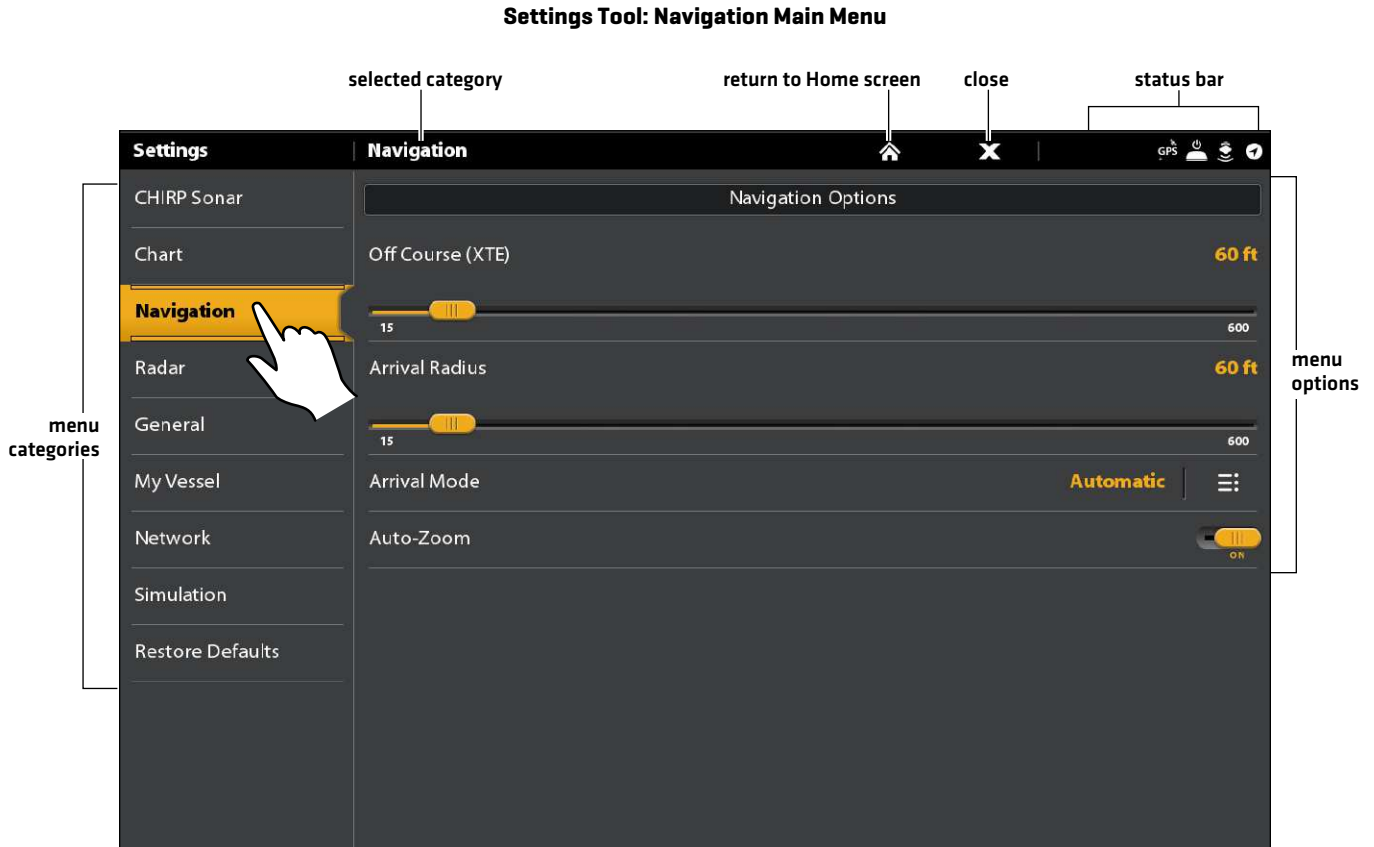 Settings Tool: Navigation Main Menu
selected category
return to Home screen
close
status bar
Settings
Navigation
GPS
CHIRP Sonar
Chart
Navigation
Radar
General
My Vessel
Network
Simulation
Restore Defaults
Navigation Options
Off Course (XTE) 60 ft
15 600
Arrival Radius 60 ft
15 600
Arrival Mode Automatic
Auto-Zoom
ON
menu
categories
menu
options